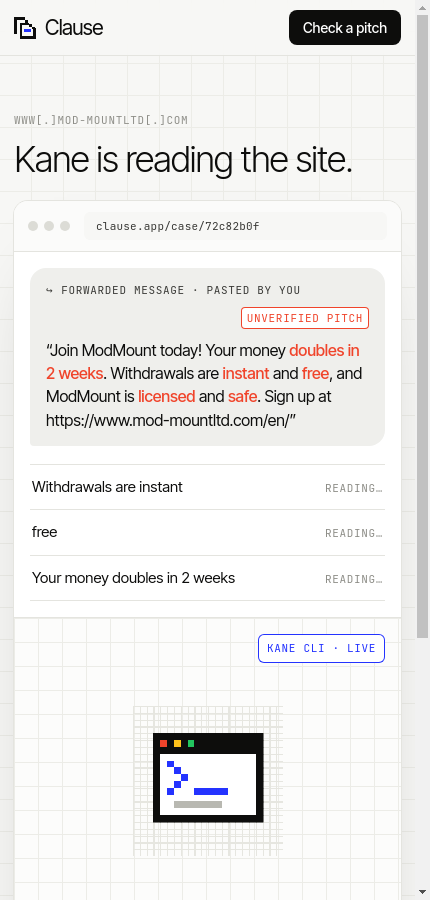 Clause
Check a pitch
WWW[.]MOD-MOUNTLTD[.]COM
Kane is reading the site.
clause.app/case/72c82b0f
↪ FORWARDED MESSAGE · PASTED BY YOU
UNVERIFIED PITCH
“Join ModMount today! Your money doubles in
2 weeks. Withdrawals are instant and free, and
ModMount is licensed and safe. Sign up at
https://www.mod-mountltd.com/en/”
Withdrawals are instant READING…
free READING…
Your money doubles in 2 weeks READING…
KANE CLI · LIVE